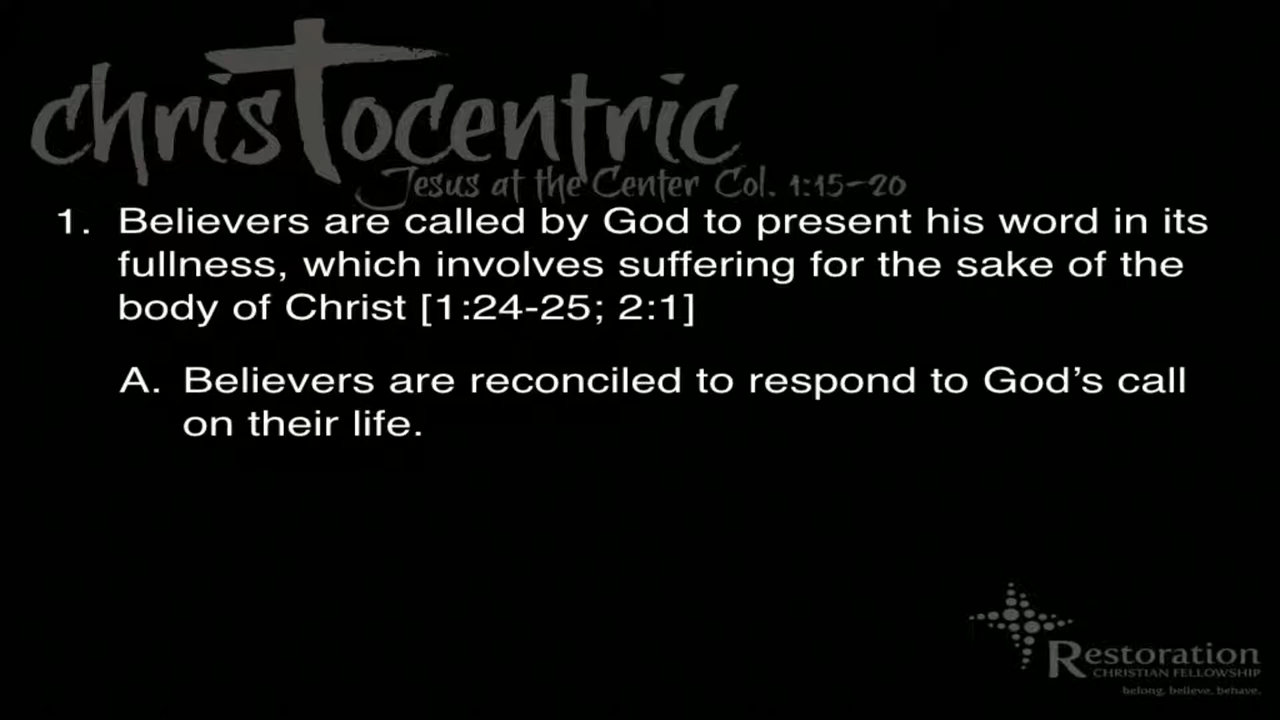 chrisTocentric
Jesus at the Center Col. 1:15-20
1. Believers are called by God to present his word in its
fullness, which involves suffering for the sake of the
body of Christ [1:24-25; 2:1]
A. Believers are reconciled to respond to God’s call
on their life.
Restoration
CHRISTIAN FELLOWSHIP
belong. believe. behave.